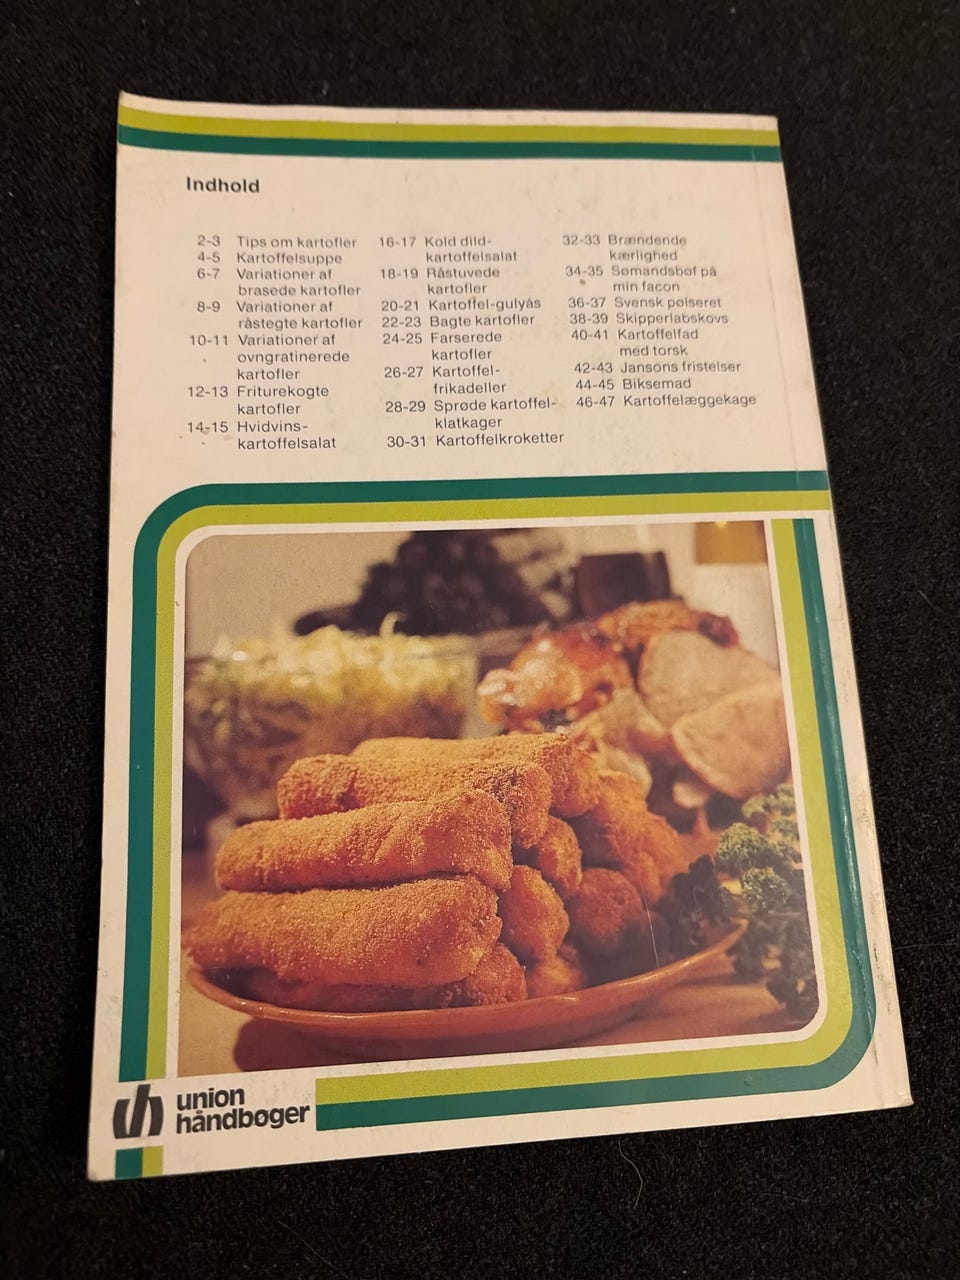 Indhold
2-3 Tips om kartofler
4-5 Kartoffelsuppe
6-7 Variationer af
brasede kartofler
8-9 Variationer af
råstegte kartofler
10-11 Variationer af
ovngratinerede
kartofler
12-13 Friturekogte
kartofler
14-15 Hvidvins-
kartoffelsalat
16-17 Kold dild-
kartoffelsalat
18-19 Råstuvede
kartofler
20-21 Kartoffel-gulyás
22-23 Bagte kartofler
24-25 Farserede
kartofler
26-27 Kartoffel-
frikadeller
28-29 Sprøde kartoffel-
klatkager
30-31 Kartoffelkroketter
32-33 Brændende
kærlighed
34-35 Sømandsbøf på
min facon
36-37 Svensk pølseret
38-39 Skipperlabskovs
40-41 Kartoffelfad
med torsk
42-43 Jansons fristelser
44-45 Biksemad
46-47 Kartoffelæggekage
union
håndbøger